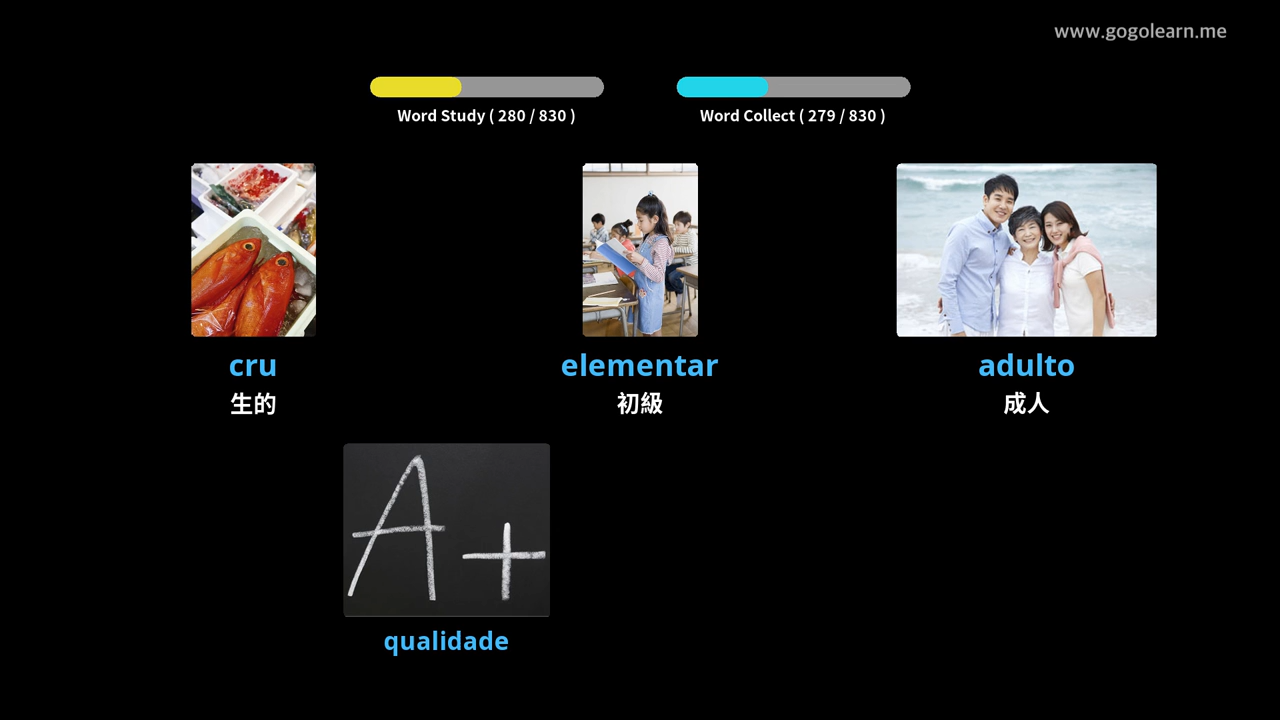 www.gogolearn.me
Word Study ( 280 / 830 )
Word Collect ( 279 / 830 )
cru
生的
elementar
初級
adulto
成人
A+
qualidade